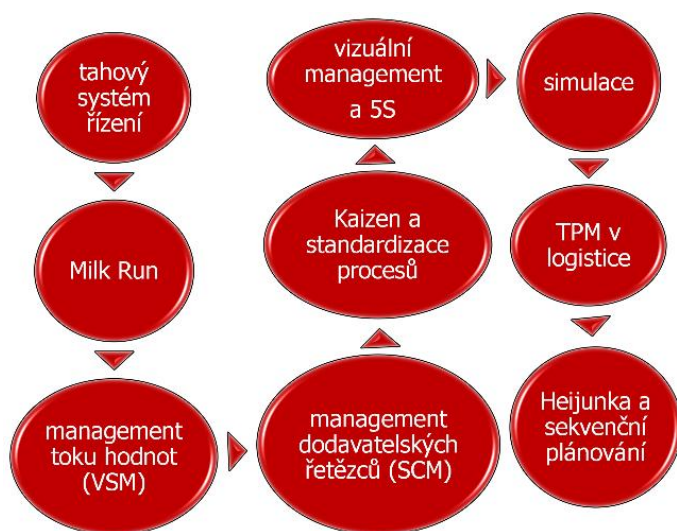 tahový
systém
řízení
Milk Run
management
toku hodnot
(VSM)
management
dodavatelských
řetězců (SCM)
Kaizen a
standardizace
procesů
vizuální
management
a 5S
simulace
TPM v
logistice
Heijunka a
sekvenční
plánování